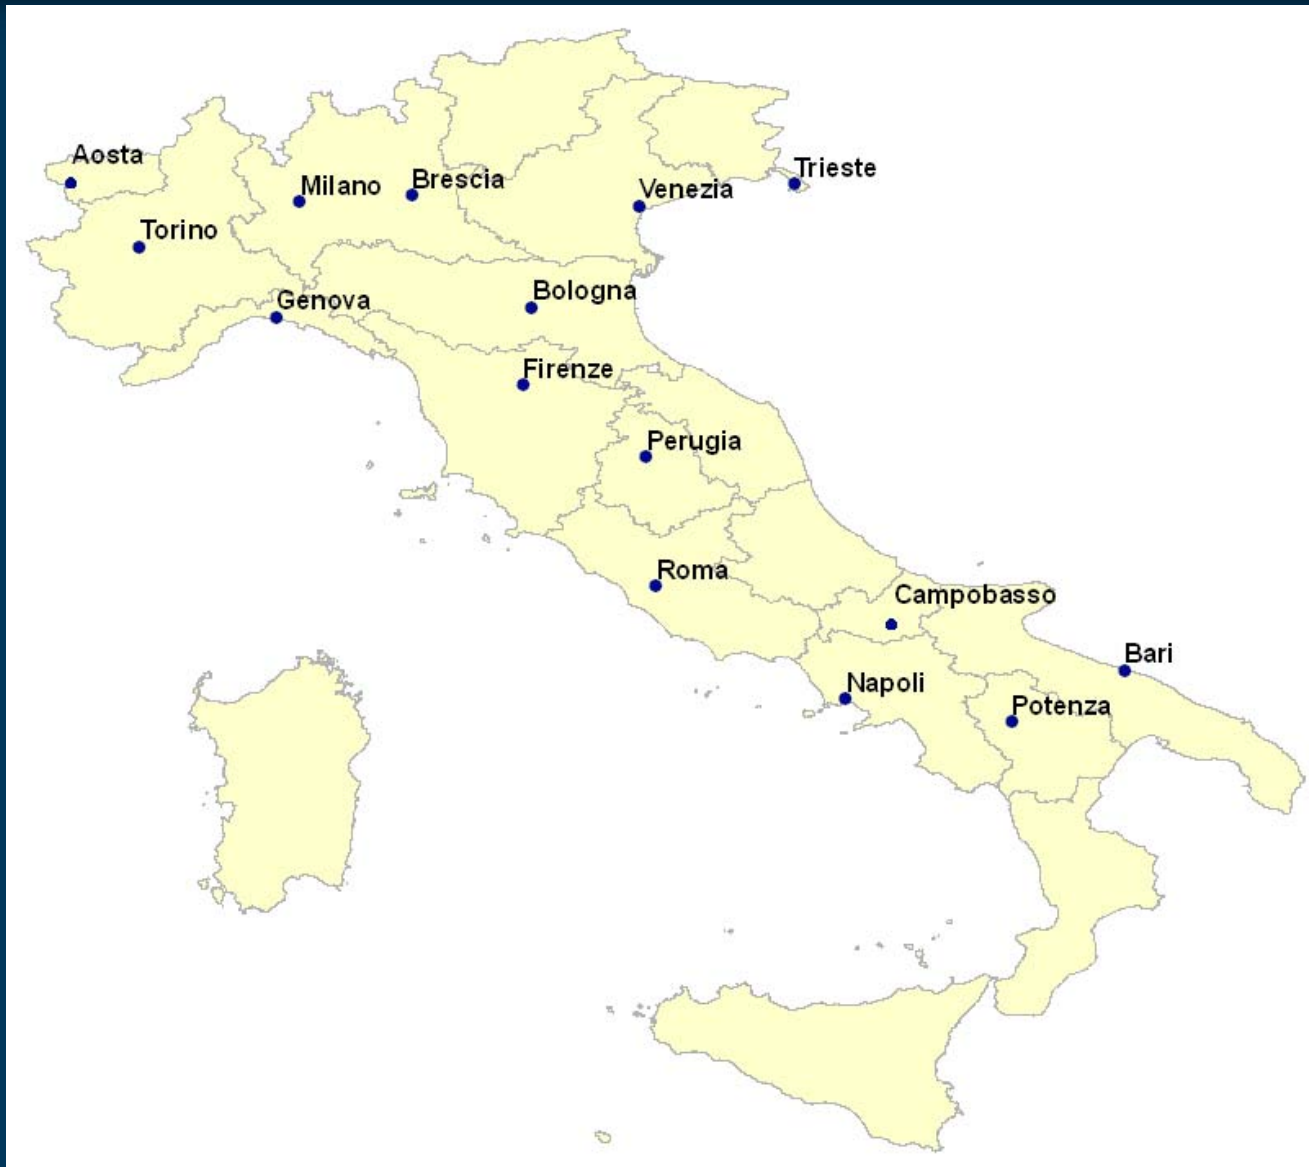 Aosta
Trieste
Brescia
Milano
Venezia
Torino
Bologna
Genova
Firenze
Perugia
Roma
Campobasso
Bari
Napoli
Potenza